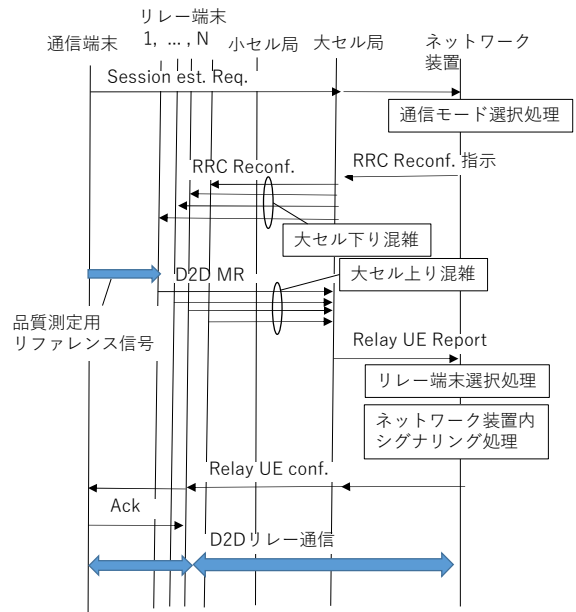 通信端末
リレー端末
1, …, N
小セル局
大セル局
ネットワーク
装置
Session est. Req.
通信モード選択処理
RRC Reconf.
RRC Reconf. 指示
大セル下り混雑
D2D MR
大セル上り混雑
品質測定用
リファレンス信号
Relay UE Report
リレー端末選択処理
ネットワーク装置内
シグナリング処理
Relay UE conf.
Ack
D2Dリレー通信